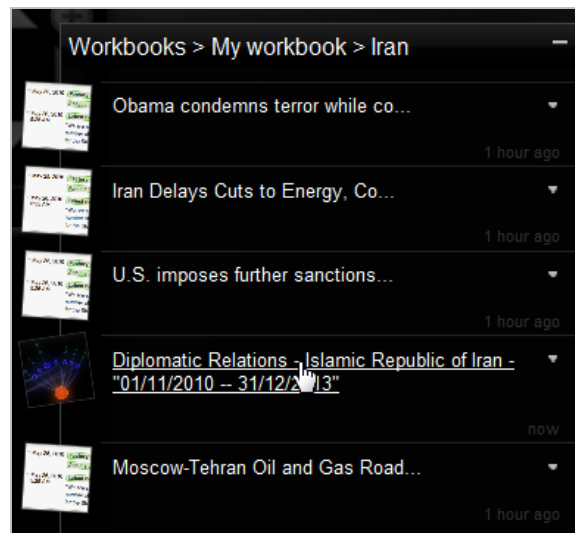 Workbooks > My workbook > Iran
Obama condemns terror while co...
1 hour ago
Iran Delays Cuts to Energy, Co...
1 hour ago
U.S. imposes further sanctions...
1 hour ago
Diplomatic Relations - Islamic Republic of Iran -
"01/11/2010 -- 31/12/2013"
now
Moscow-Tehran Oil and Gas Road...
1 hour ago